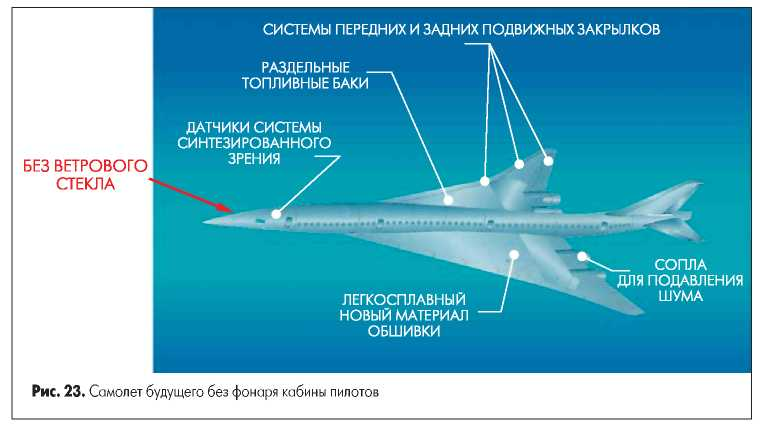 СИСТЕМЫ ПЕРЕДНИХ И ЗАДНИХ ПОДВИЖНЫХ ЗАКРЫЛКОВ
РАЗДЕЛЬНЫЕ
ТОПЛИВНЫЕ БАКИ
ДАТЧИКИ СИСТЕМЫ
СИНТЕЗИРОВАННОГО
ЗРЕНИЯ
БЕЗ ВЕТРОВОГО
СТЕКЛА
СОПЛА
ДЛЯ ПОДАВЛЕНИЯ
ШУМА
ЛЕГКОСПЛАВНЫЙ
НОВЫЙ МАТЕРИАЛ
ОБШИВКИ
Рис. 23. Самолет будущего без фонаря кабины пилотов